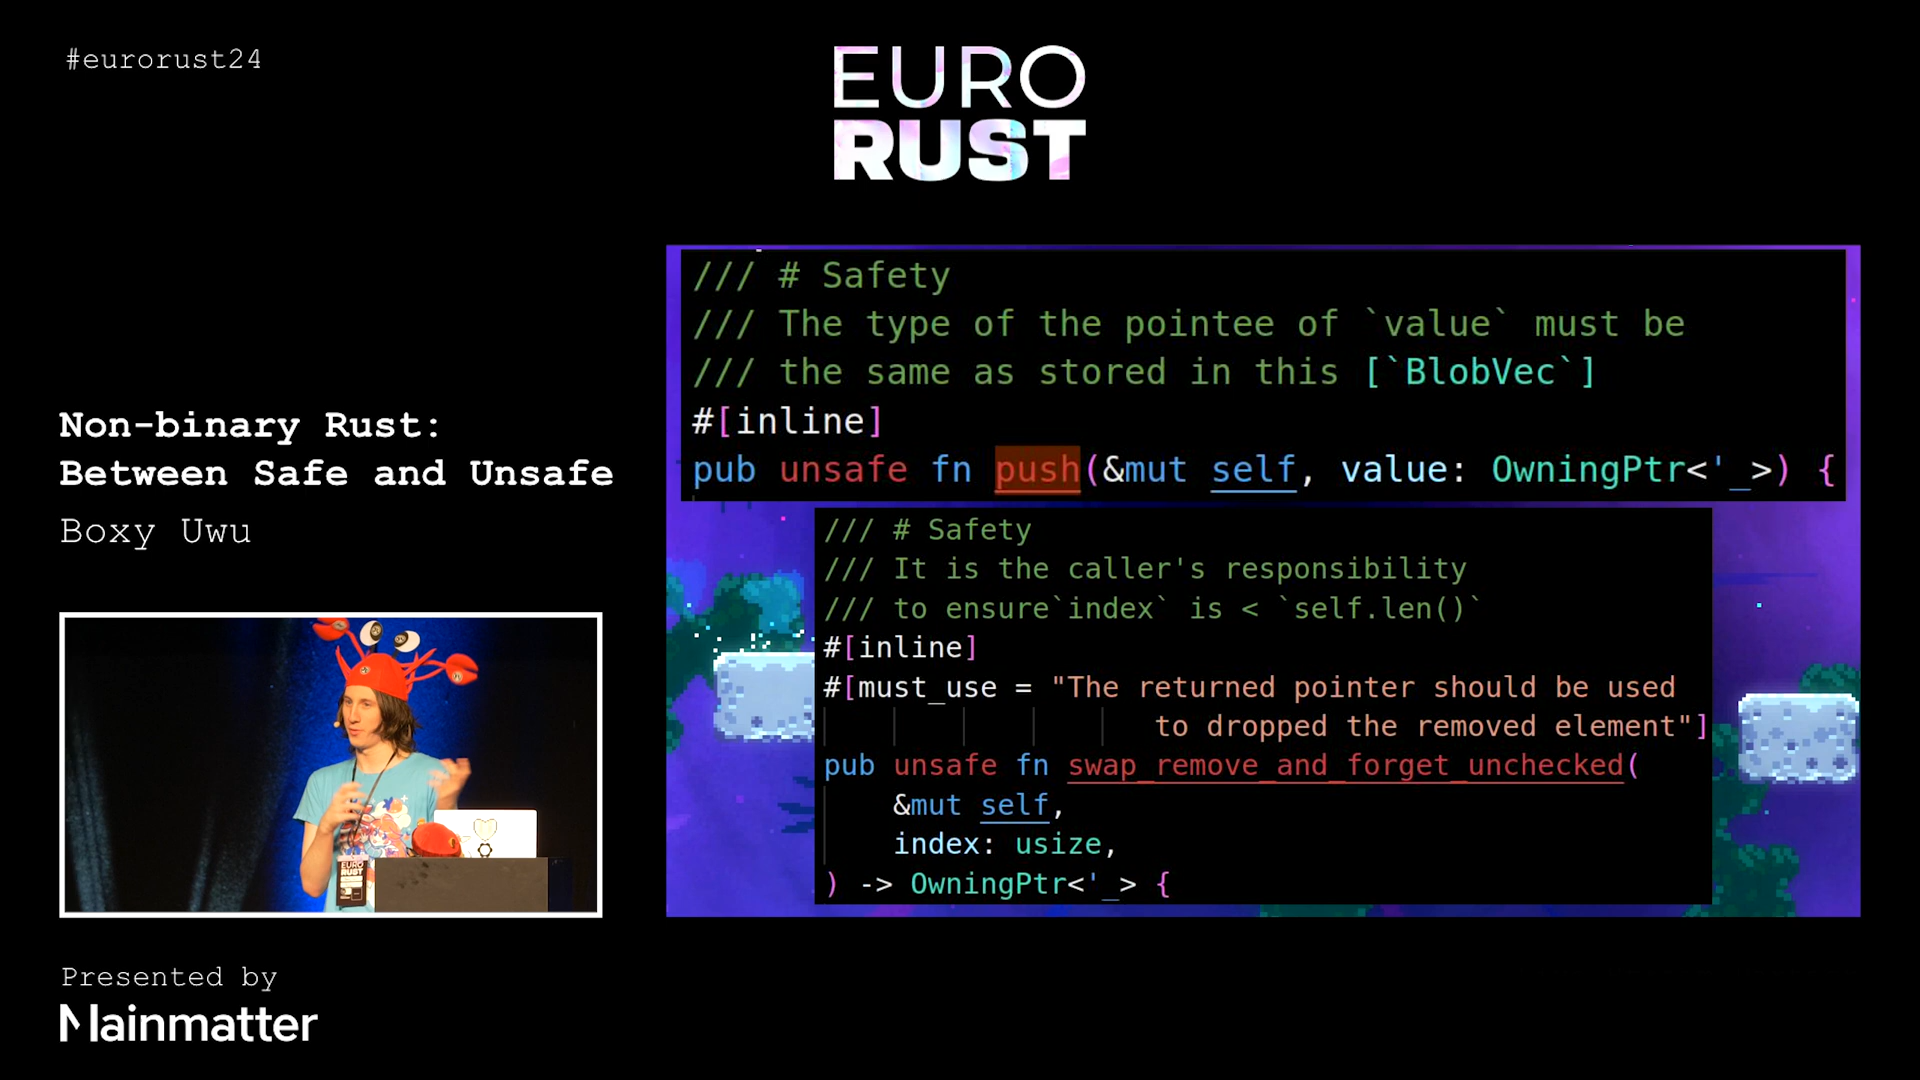 #eurorust24
EURO
RUST
Non-binary Rust:
Between Safe and Unsafe
Boxy Uwu
/// # Safety
/// The type of the pointee of `value` must be
/// the same as stored in this [`BlobVec`]
#[inline]
pub unsafe fn push(&mut self, value: OwningPtr<'_>) {
/// # Safety
/// It is the caller's responsibility
/// to ensure`index` is < `self.len()`
#[inline]
#[must_use = "The returned pointer should be used
to dropped the removed element"]
pub unsafe fn swap_remove_and_forget_unchecked(
&mut self,
index: usize,
) -> OwningPtr<'_> {
EURO
RUST
Presented by
Mainmatter